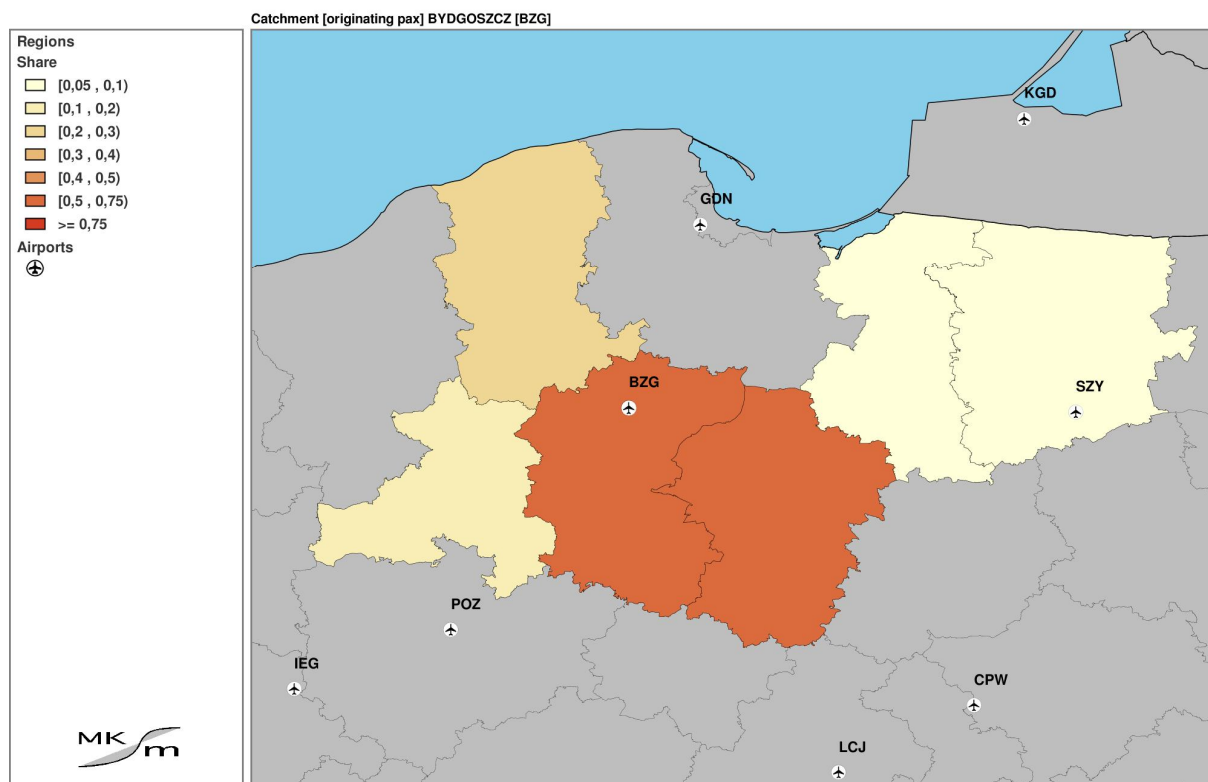 Catchment [originating pax] BYDGOSZCZ [BZG]
Regions
Share
[0,05 , 0,1)
[0,1 , 0,2)
[0,2 , 0,3)
[0,3 , 0,4)
[0,4 , 0,5)
[0,5 , 0,75)
>= 0,75
Airports
KGD
GDN
BZG
SZY
POZ
IEG
CPW
LCJ
MK
m